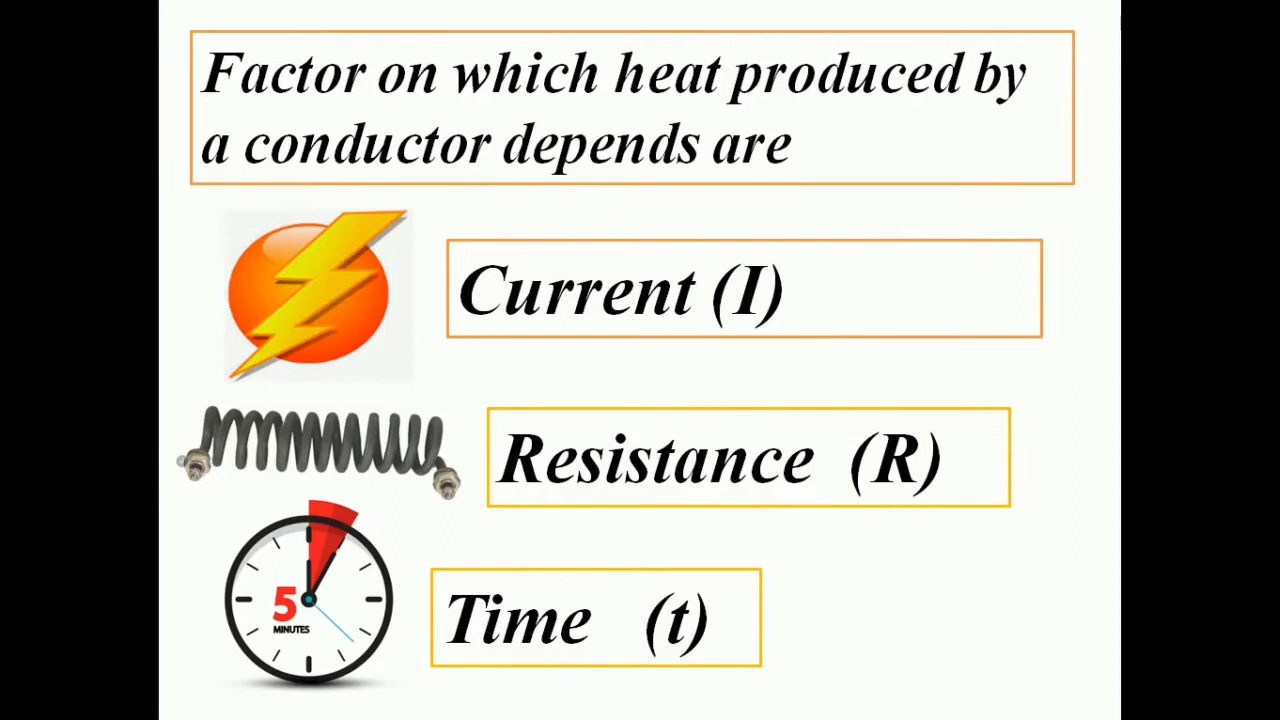 Factor on which heat produced by
a conductor depends are
Current (I)
Resistance (R)
5
MINUTES
Time (t)